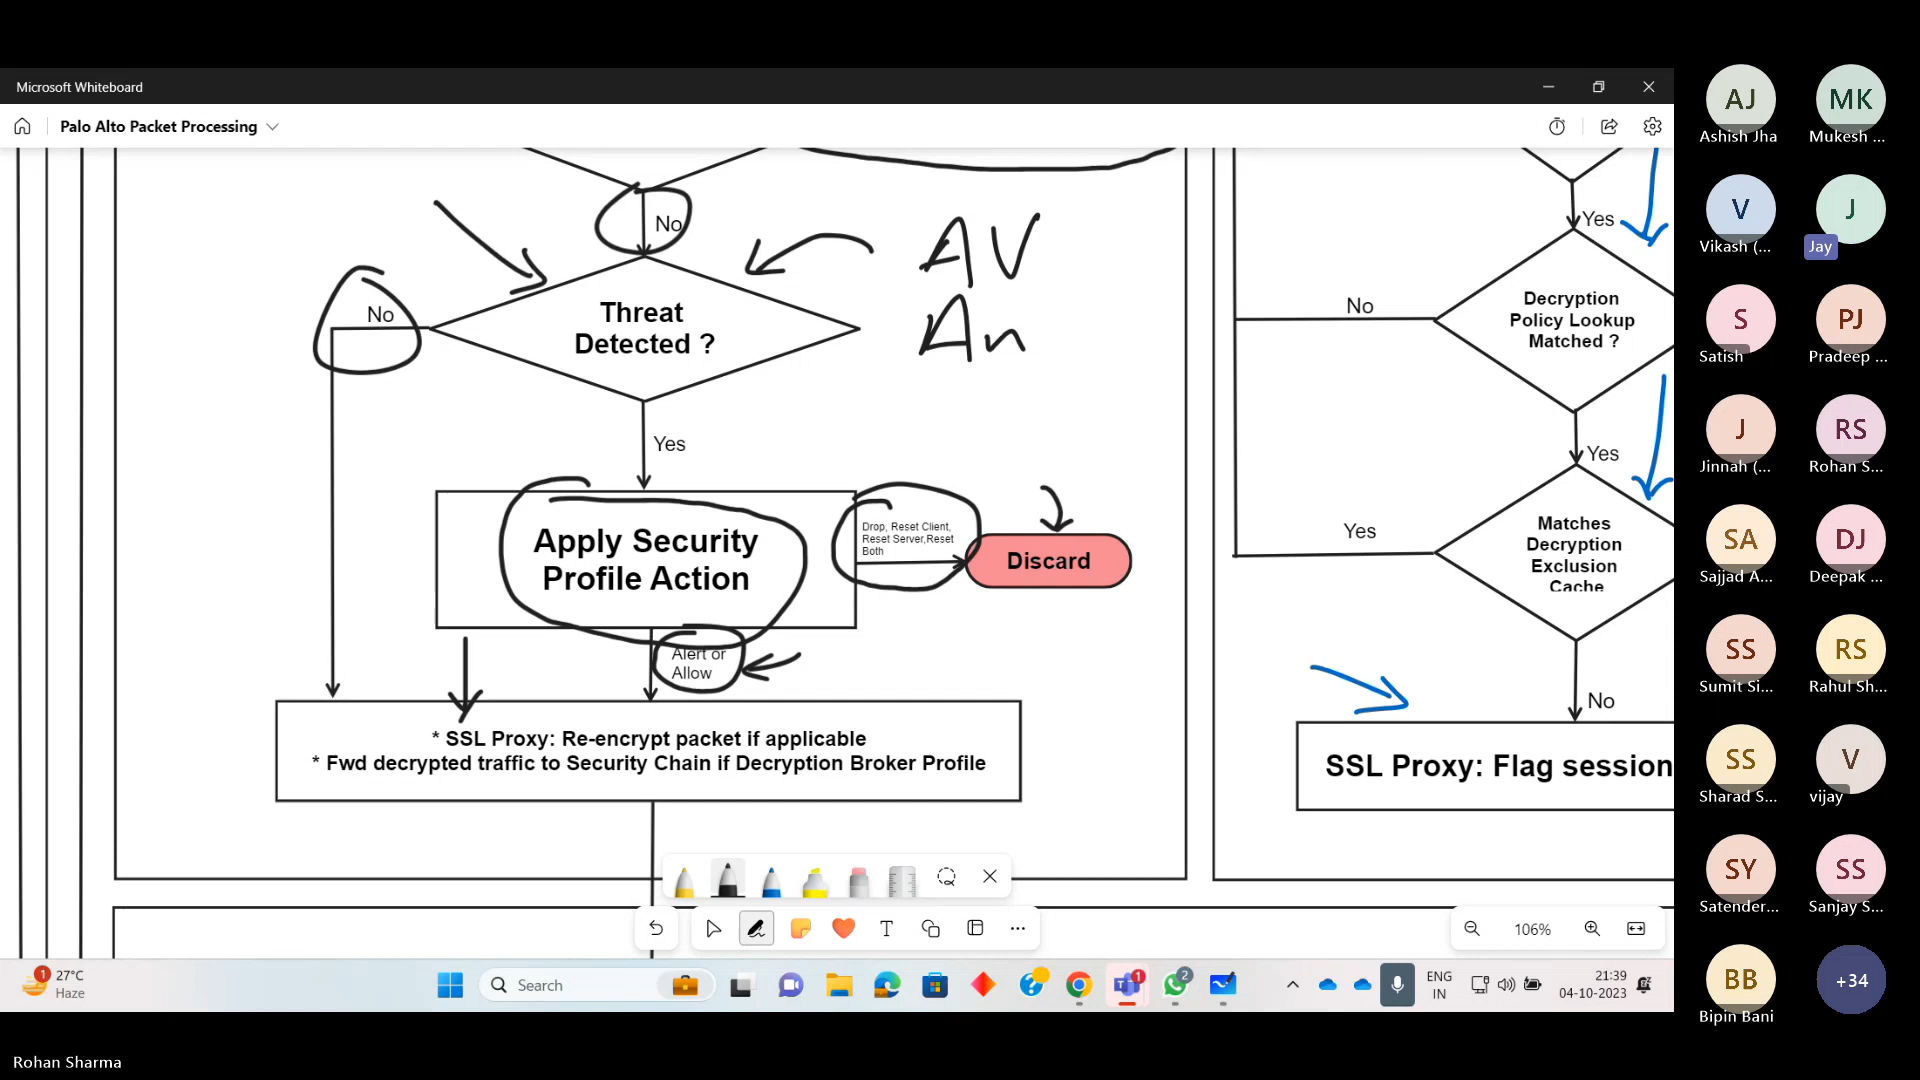 Microsoft Whiteboard
Palo Alto Packet Processing
No
AV
An
No
Threat
Detected ?
Yes
Apply Security
Profile Action
Drop, Reset Client,
Reset Server,Reset
Both
Discard
Alert or
Allow
* SSL Proxy: Re-encrypt packet if applicable
* Fwd decrypted traffic to Security Chain if Decryption Broker Profile
Yes
No
Decryption
Policy Lookup
Matched ?
Yes
Yes
Matches
Decryption
Exclusion
Cache
No
SSL Proxy: Flag session
106%
1
27°C
Haze
Search
1
2
ENG
IN
21:39
04-10-2023
AJ
Ashish Jha
MK
Mukesh ...
V
Vikash (...
J
Jay
S
Satish
PJ
Pradeep ...
J
Jinnah (...
RS
Rohan S...
SA
Sajjad A...
DJ
Deepak ...
SS
Sumit Si...
RS
Rahul Sh...
SS
Sharad S...
V
vijay
SY
Satender...
SS
Sanjay S...
BB
Bipin Bani
+34
Rohan Sharma